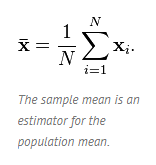 x̄ = 1/N ∑_{i=1}^{N} x_i.
The sample mean is an
estimator for the
population mean.